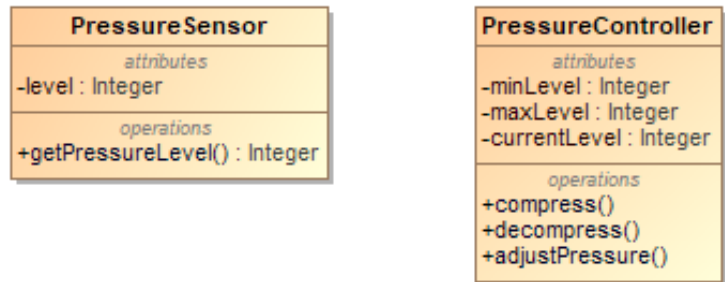 PressureSensor
attributes
-level : Integer
operations
+getPressureLevel() : Integer
PressureController
attributes
-minLevel : Integer
-maxLevel : Integer
-currentLevel : Integer
operations
+compress()
+decompress()
+adjustPressure()